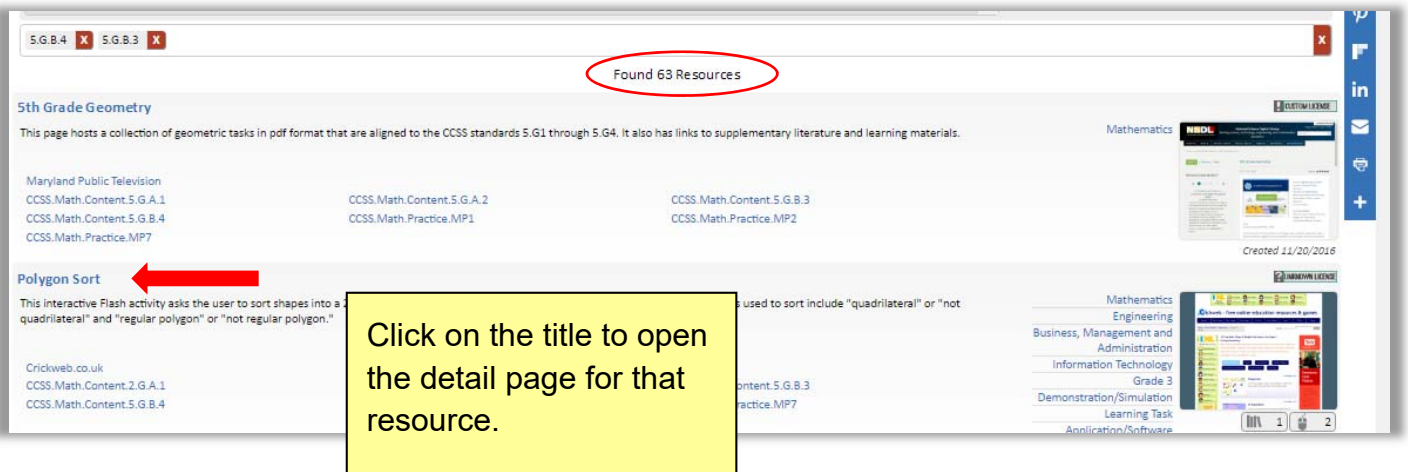 5.G.B.4 X 5.G.B.3 X X
Found 63 Resources
5th Grade Geometry
CUSTOM LICENSE
This page hosts a collection of geometric tasks in pdf format that are aligned to the CCSS standards 5.G1 through 5.G4. It also has links to supplementary literature and learning materials.
Mathematics
Maryland Public Television
CCSS.Math.Content.5.G.A.1 CCSS.Math.Content.5.G.A.2 CCSS.Math.Content.5.G.B.3
CCSS.Math.Content.5.G.B.4 CCSS.Math.Practice.MP1 CCSS.Math.Practice.MP2
CCSS.Math.Practice.MP7
Created 11/20/2016
Polygon Sort
UNKNOWN LICENSE
This interactive Flash activity asks the user to sort shapes into a used to sort include "quadrilateral" or "not
quadrilateral" and "regular polygon" or "not regular polygon."
Mathematics
Engineering
Business, Management and
Administration
Information Technology
Grade 3
Demonstration/Simulation
Learning Task
Application/Software
Crickweb.co.uk
CCSS.Math.Content.2.G.A.1 ontent.5.G.B.3
CCSS.Math.Content.5.G.B.4 ractice.MP7
1 2
Click on the title to open
the detail page for that
resource.
in